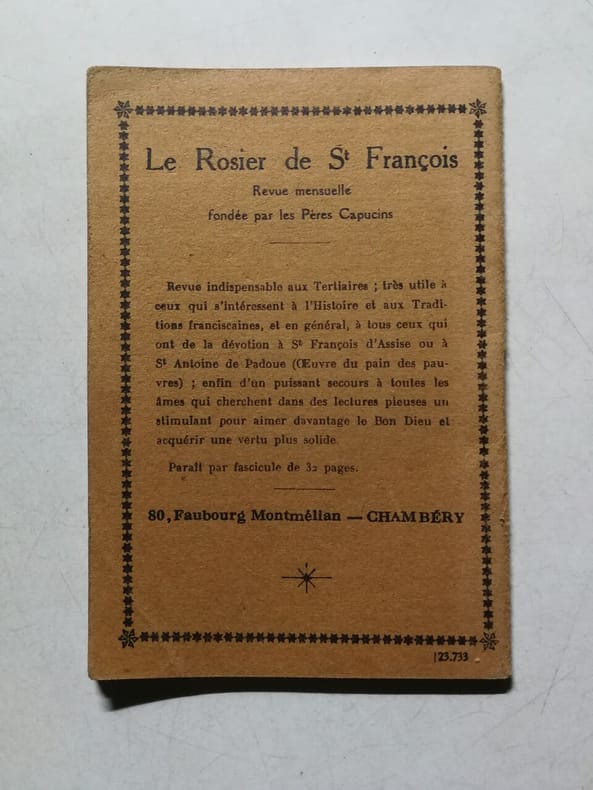 Le Rosier de St François
Revue mensuelle
fondée par les Pères Capucins
Revue indispensable aux Tertiaires ; très utile à
ceux qui s'intéressent à l'Histoire et aux Tradi-
tions franciscaines, et en général, à tous ceux qui
ont de la dévotion à St François d'Assise ou à
St Antoine de Padoue (Œuvre du pain des pau-
vres) ; enfin d'un puissant secours à toutes les
âmes qui cherchent dans des lectures pieuses un
stimulant pour aimer davantage le Bon Dieu et
acquérir une vertu plus solide.
Paraît par fascicule de 32 pages.
80, Faubourg Montmélian — CHAMBÉRY
23.733